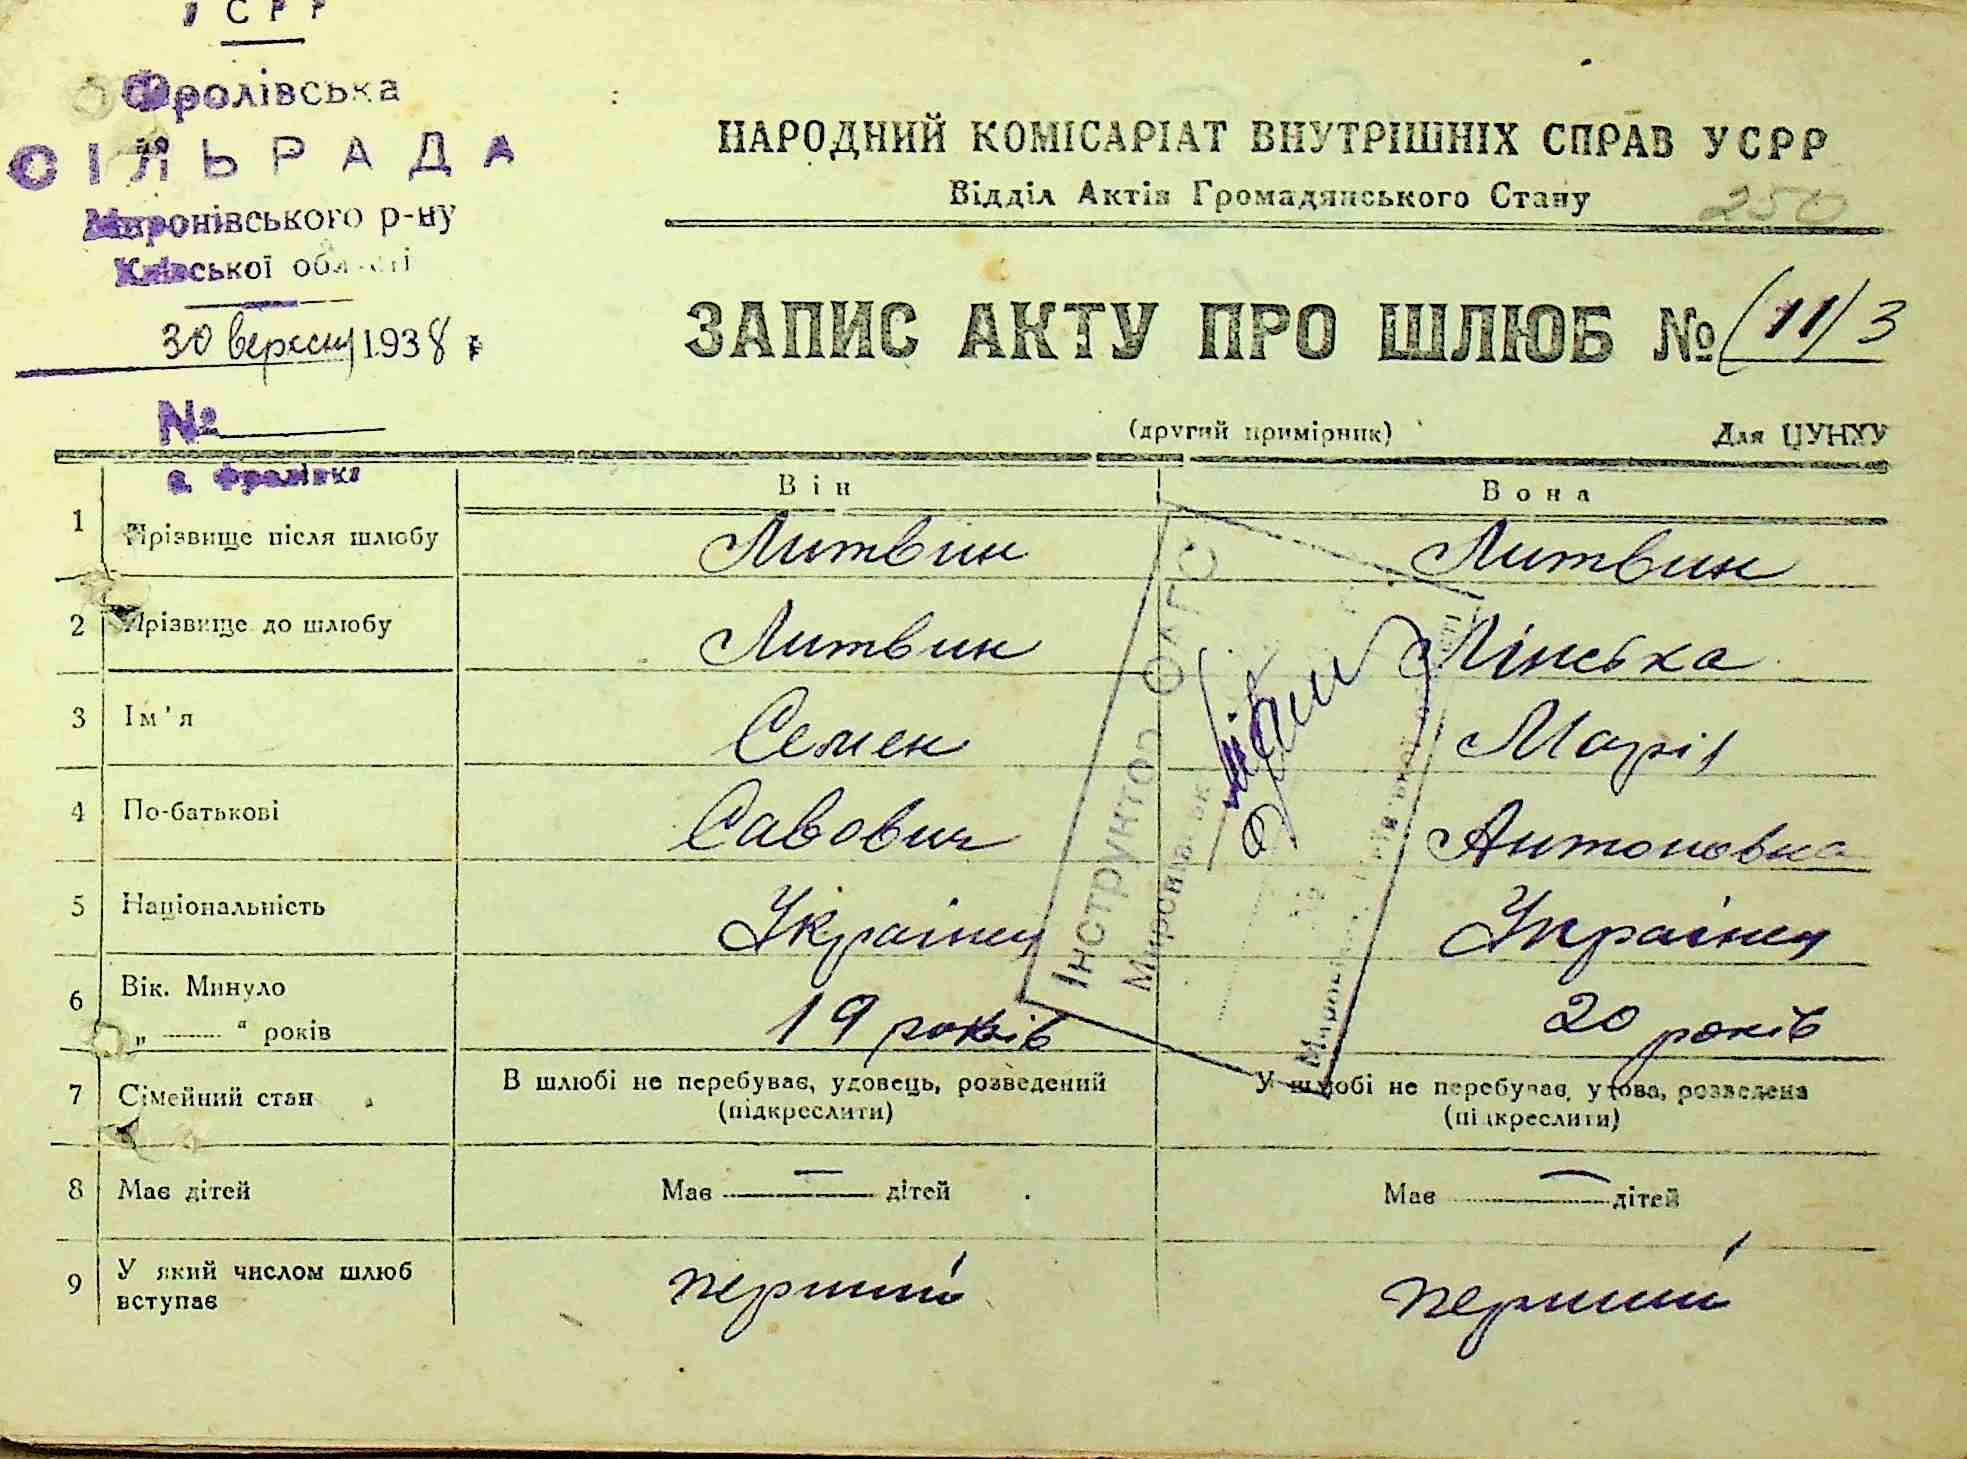 УСРР
Фролівська
СІЛЬРАДА
Миронівського р-ну
Київської області
30 вересня 1938 р
№
с. Фролівка
НАРОДНИЙ КОМІСАРІАТ ВНУТРІШНІХ СПРАВ УСРР
Відділ Актів Громадянського Стану
250
ЗАПИС АКТУ ПРО ШЛЮБ № (11) 3
(другий примірник) Для ЦУНХУ
Він Вона
1 Прізвище після шлюбу Литвин Литвин
2 Прізвище до шлюбу Литвин Лінська
3 Ім'я Семен Марія
4 По-батькові Савович Антоновна
5 Національність Українец Українка
6 Вік. Минуло „ ——— “ років 19 років 20 років
7 Сімейний стан В шлюбі не перебуває, удовець, розведений (підкреслити) У шлюбі не перебуває, удова, розведена (підкреслити)
8 Має дітей Має — дітей Має — дітей
9 У який числом шлюб вступає перший перший
Інструктор ОАГС
Миронівськ